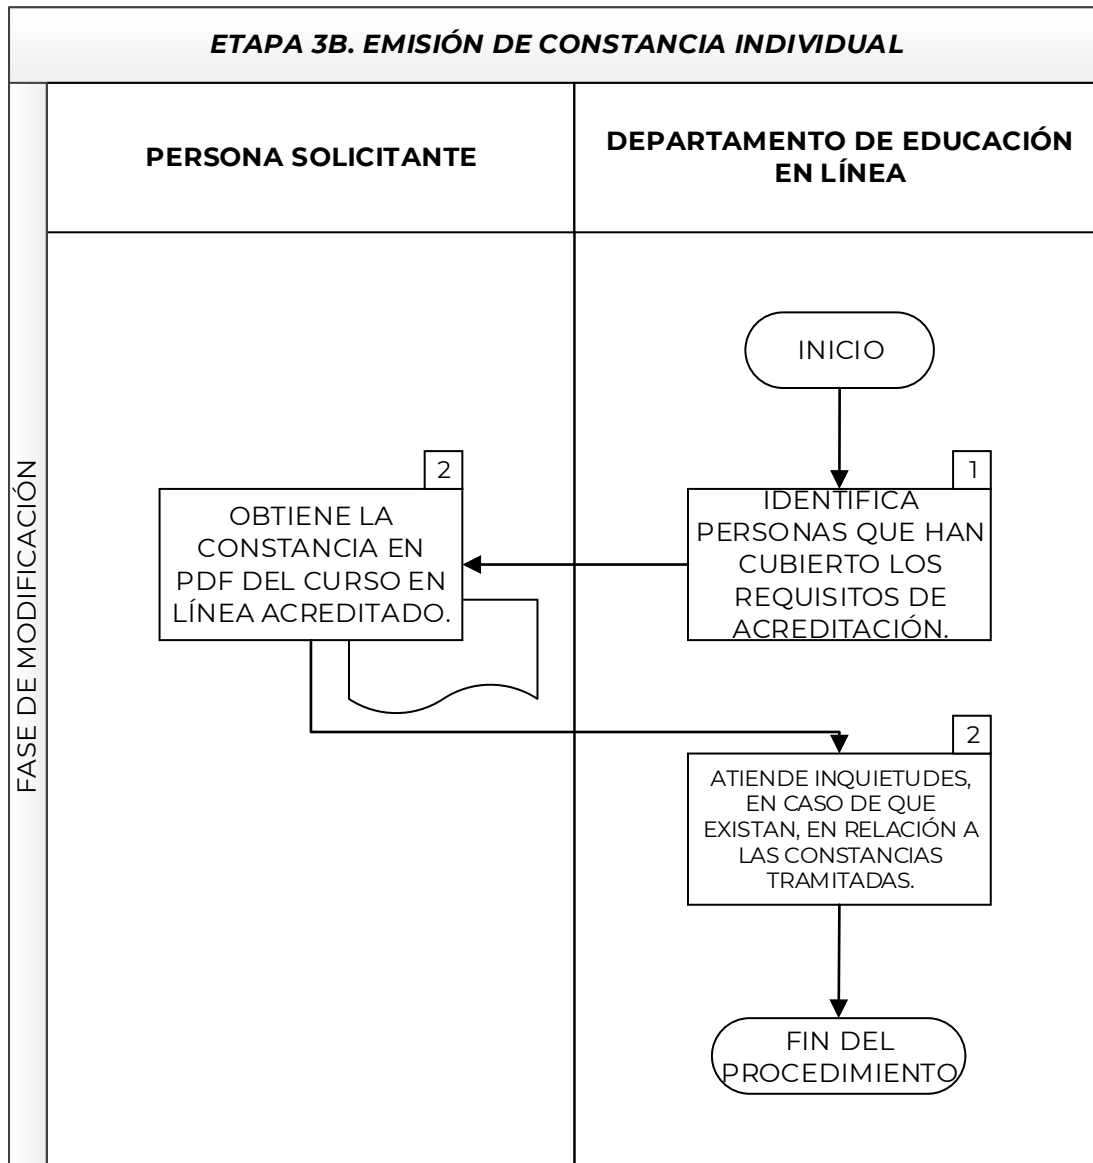 ETAPA 3B. EMISIÓN DE CONSTANCIA INDIVIDUAL
FASE DE MODIFICACIÓN
PERSONA SOLICITANTE
DEPARTAMENTO DE EDUCACIÓN
EN LÍNEA
INICIO
1
IDENTIFICA
PERSONAS QUE HAN
CUBIERTO LOS
REQUISITOS DE
ACREDITACIÓN.
2
OBTIENE LA
CONSTANCIA EN
PDF DEL CURSO EN
LÍNEA ACREDITADO.
2
ATIENDE INQUIETUDES,
EN CASO DE QUE
EXISTAN, EN RELACIÓN A
LAS CONSTANCIAS
TRAMITADAS.
FIN DEL
PROCEDIMIENTO